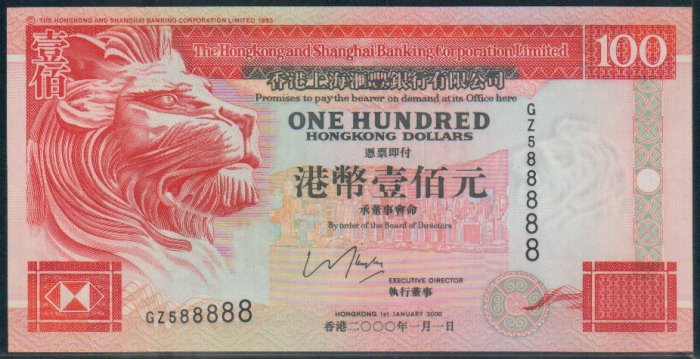 © THE HONGKONG AND SHANGHAI BANKING CORPORATION LIMITED 1993
壹佰
The Hongkong and Shanghai Banking Corporation Limited
100
香港上海滙豐銀行有限公司
Promises to pay the bearer on demand at its Office here
ONE HUNDRED
HONGKONG DOLLARS
GZ588888
憑票即付
港幣壹佰元
承董事會命
By order of the Board of Directors
EXECUTIVE DIRECTOR
執行董事
GZ588888
HONGKONG 1st JANUARY 2000
香港二〇〇〇年一月一日